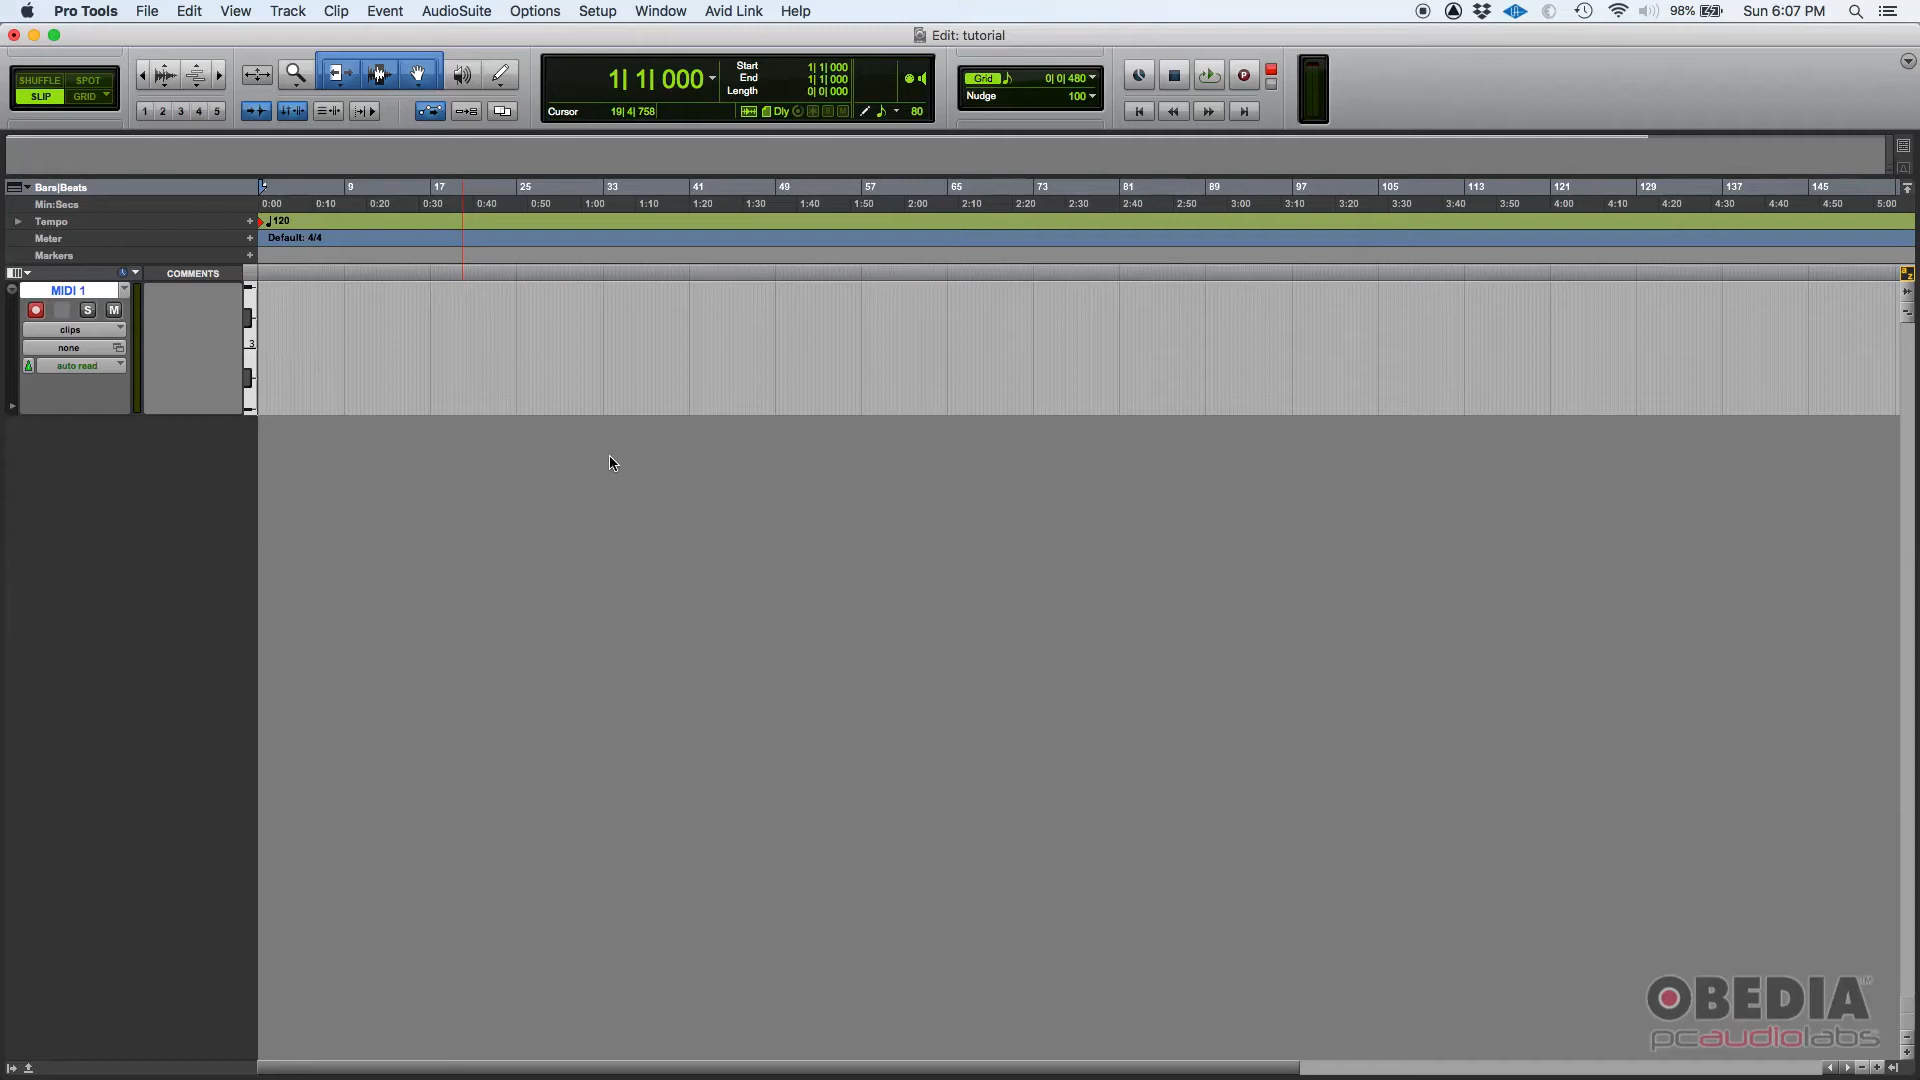 Pro Tools File Edit View Track Clip Event AudioSuite Options Setup Window Avid Link Help 98% Sun 6:07 PM
Edit: tutorial
SHUFFLE SPOT
SLIP GRID
1 2 3 4 5
1| 1| 000
Start 1| 1| 000
End 1| 1| 000
Length 0| 0| 000
Cursor 19| 4| 758 Dly S M 80
Grid 0| 0| 480
Nudge 100
P
Bars|Beats 9 17 25 33 41 49 57 65 73 81 89 97 105 113 121 129 137 145
Min:Secs 0:00 0:10 0:20 0:30 0:40 0:50 1:00 1:10 1:20 1:30 1:40 1:50 2:00 2:10 2:20 2:30 2:40 2:50 3:00 3:10 3:20 3:30 3:40 3:50 4:00 4:10 4:20 4:30 4:40 4:50 5:00
Tempo + 120
Meter + Default: 4/4
Markers +
COMMENTS
a z
MIDI 1
S M
clips
none 3
auto read
OBEDIA™
pcaudiolabs